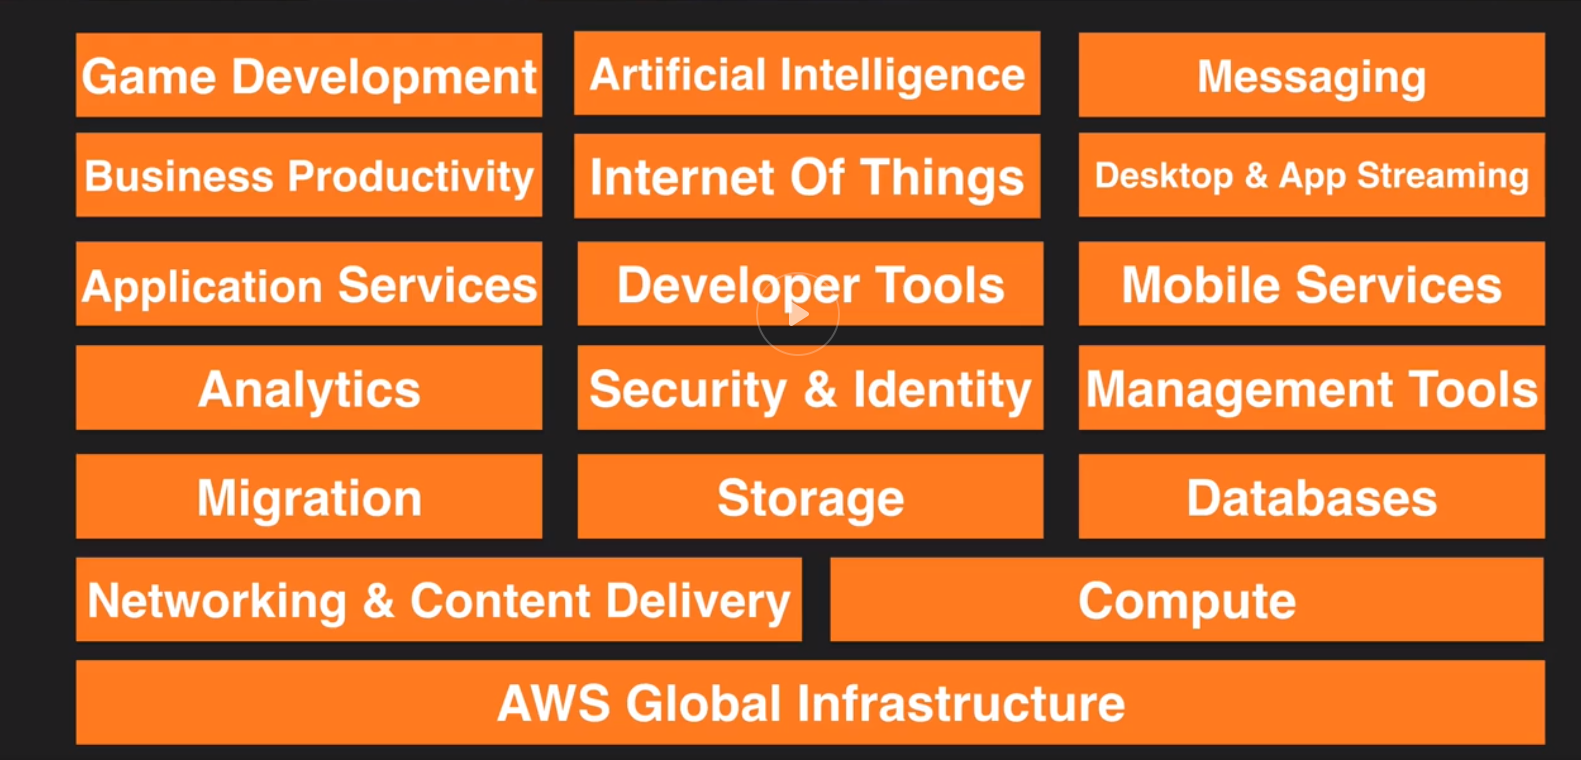 Game Development
Artificial Intelligence
Messaging
Business Productivity
Internet Of Things
Desktop & App Streaming
Application Services
Developer Tools
Mobile Services
Analytics
Security & Identity
Management Tools
Migration
Storage
Databases
Networking & Content Delivery
Compute
AWS Global Infrastructure